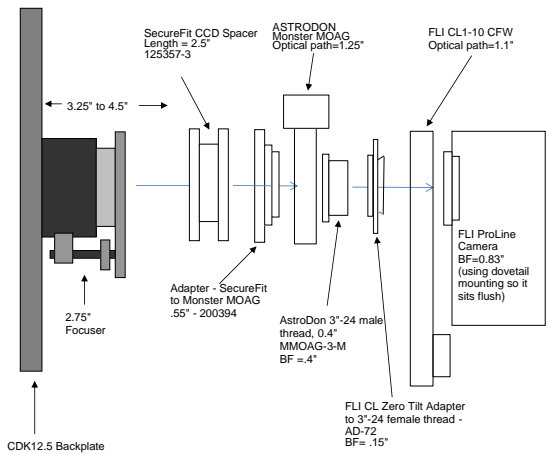 SecureFit CCD Spacer
Length = 2.5"
125357-3
ASTRODON
Monster MOAG
Optical path=1.25"
FLI CL1-10 CFW
Optical path=1.1"
3.25" to 4.5"
2.75"
Focuser
Adapter - SecureFit
to Monster MOAG
.55" - 200394
AstroDon 3"-24 male
thread, 0.4"
MMOAG-3-M
BF =.4"
FLI ProLine
Camera
BF=0.83"
(using dovetail
mounting so it
sits flush)
FLI CL Zero Tilt Adapter
to 3"-24 female thread -
AD-72
BF= .15"
CDK12.5 Backplate